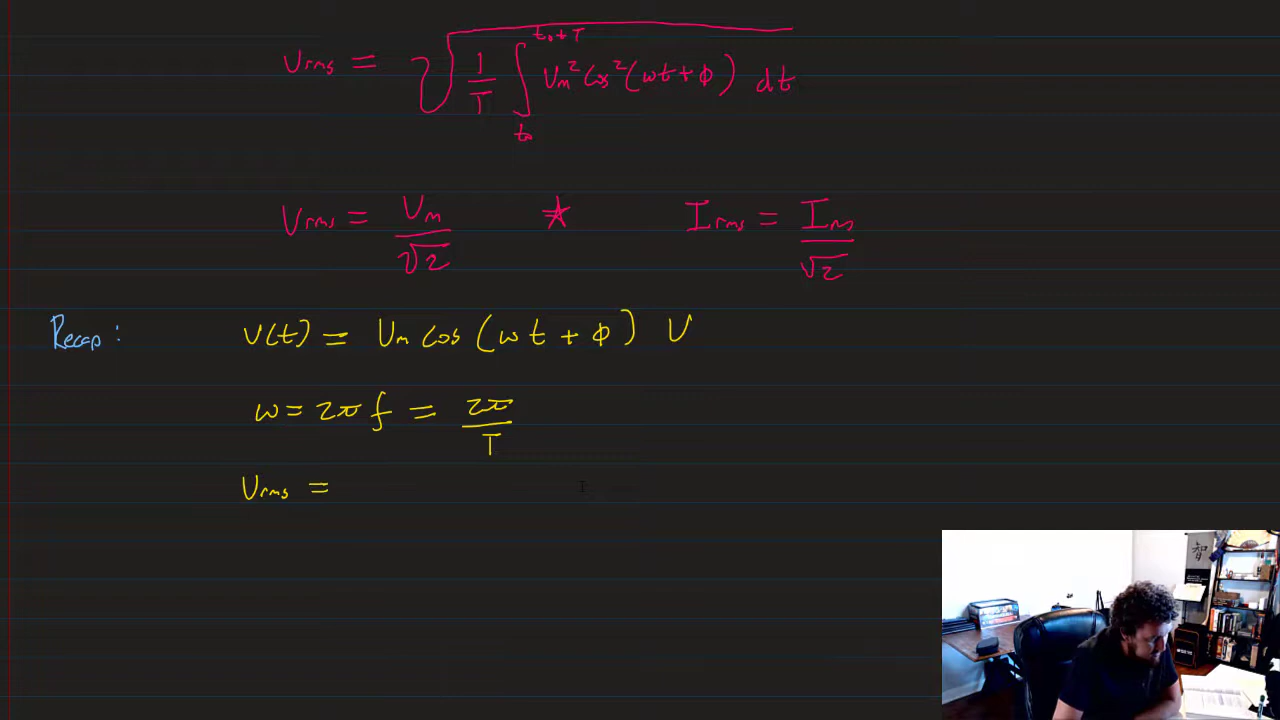 Vrms = √(1/T ∫_{t₀}^{t₀+T} Vm² Cos²(ωt+ϕ) dt)
Vrms = Vm/√2 ☆ Irms = Im/√2
Recap: V(t) = Vm Cos(ωt + ϕ) V
ω = 2πf = 2π/T
Vrms =
智